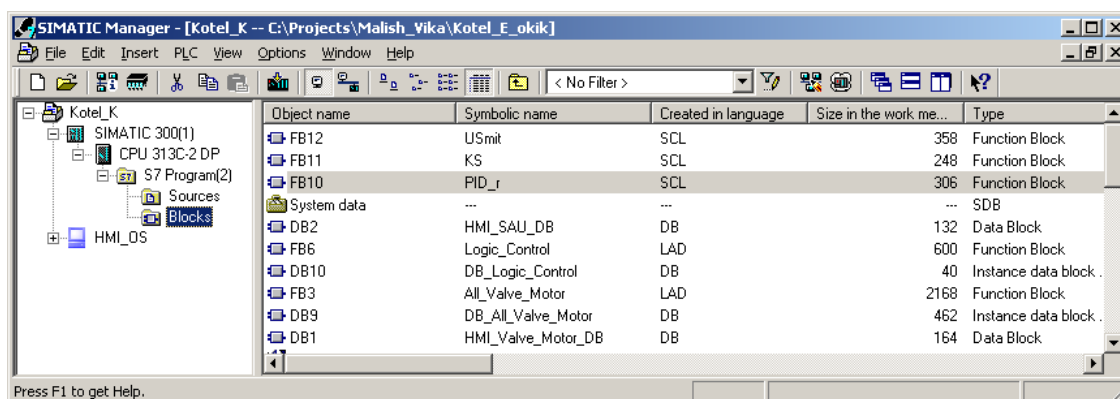 SIMATIC Manager - [Kotel_K -- C:\Projects\Malish_Vika\Kotel_E_okik]
File Edit Insert PLC View Options Window Help
< No Filter >
Kotel_K
SIMATIC 300(1)
CPU 313C-2 DP
S7 Program(2)
Sources
Blocks
HMI_OS
Object name Symbolic name Created in language Size in the work me... Type
FB12 USmit SCL 358 Function Block
FB11 KS SCL 248 Function Block
FB10 PID_r SCL 306 Function Block
System data --- --- --- SDB
DB2 HMI_SAU_DB DB 132 Data Block
FB6 Logic_Control LAD 600 Function Block
DB10 DB_Logic_Control DB 40 Instance data block .
FB3 All_Valve_Motor LAD 2168 Function Block
DB9 DB_All_Valve_Motor DB 462 Instance data block .
DB1 HMI_Valve_Motor_DB DB 164 Data Block
Press F1 to get Help.